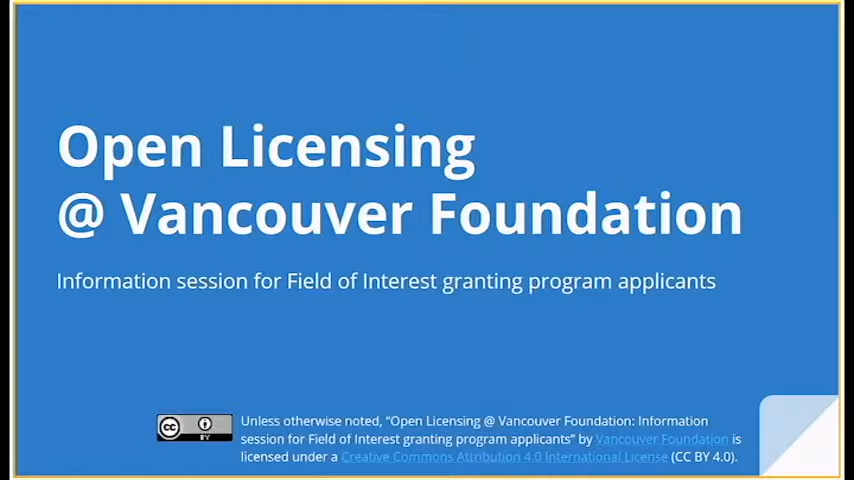 Open Licensing
@ Vancouver Foundation
Information session for Field of Interest granting program applicants
cc BY
Unless otherwise noted, “Open Licensing @ Vancouver Foundation: Information
session for Field of Interest granting program applicants” by Vancouver Foundation is
licensed under a Creative Commons Attribution 4.0 International License (CC BY 4.0).